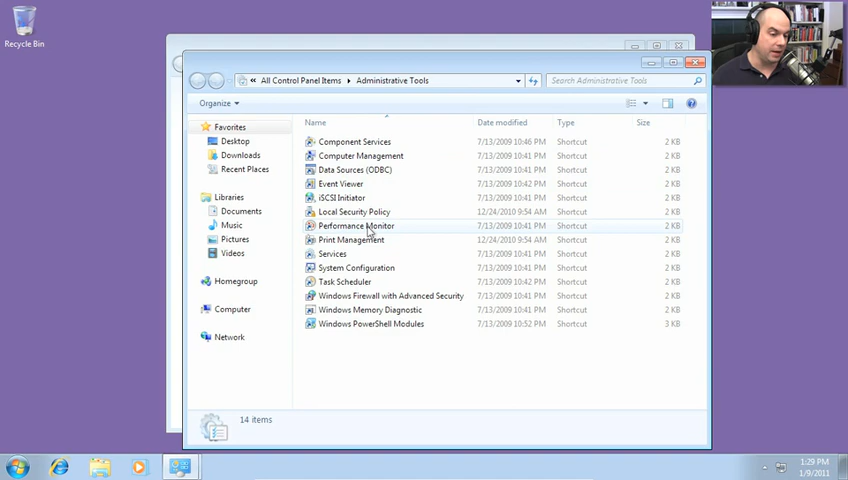 Recycle Bin
« All Control Panel Items Administrative Tools
Search Administrative Tools
Organize
Name Date modified Type Size
Favorites
Desktop
Downloads
Recent Places
Libraries
Documents
Music
Pictures
Videos
Homegroup
Computer
Network
Component Services 7/13/2009 10:46 PM Shortcut 2 KB
Computer Management 7/13/2009 10:41 PM Shortcut 2 KB
Data Sources (ODBC) 7/13/2009 10:41 PM Shortcut 2 KB
Event Viewer 7/13/2009 10:42 PM Shortcut 2 KB
iSCSI Initiator 7/13/2009 10:41 PM Shortcut 2 KB
Local Security Policy 12/24/2010 9:54 AM Shortcut 2 KB
Performance Monitor 7/13/2009 10:41 PM Shortcut 2 KB
Print Management 12/24/2010 9:54 AM Shortcut 2 KB
Services 7/13/2009 10:41 PM Shortcut 2 KB
System Configuration 7/13/2009 10:41 PM Shortcut 2 KB
Task Scheduler 7/13/2009 10:42 PM Shortcut 2 KB
Windows Firewall with Advanced Security 7/13/2009 10:41 PM Shortcut 2 KB
Windows Memory Diagnostic 7/13/2009 10:41 PM Shortcut 2 KB
Windows PowerShell Modules 7/13/2009 10:52 PM Shortcut 3 KB
14 items
1:29 PM
1/9/2011